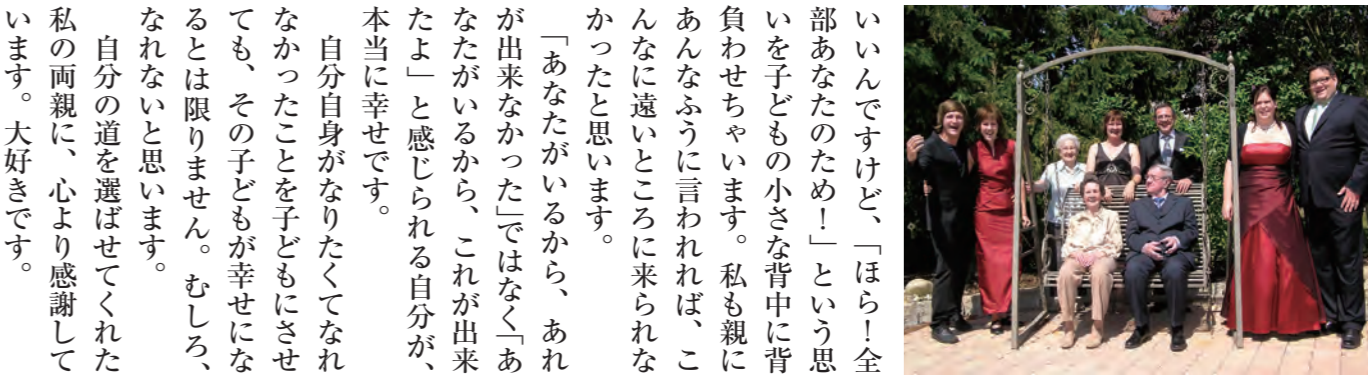 いいんですけど、「ほら！全
部あなたのため！」という思
いを子どもの小さな背中に背
負わせちゃいます。私も親に
あんなふうに言われれば、こ
んなに遠いところに来られな
かったと思います。
「あなたがいるから、あれ
が出来なかった」ではなく「あ
なたがいるから、これが出来
たよ」と感じられる自分が、
本当に幸せです。
自分自身がなりたくてなれ
なかったことを子どもにさせ
ても、その子どもが幸せにな
るとは限りません。むしろ、
なれないと思います。
自分の道を選ばせてくれた
私の両親に、心より感謝して
います。大好きです。